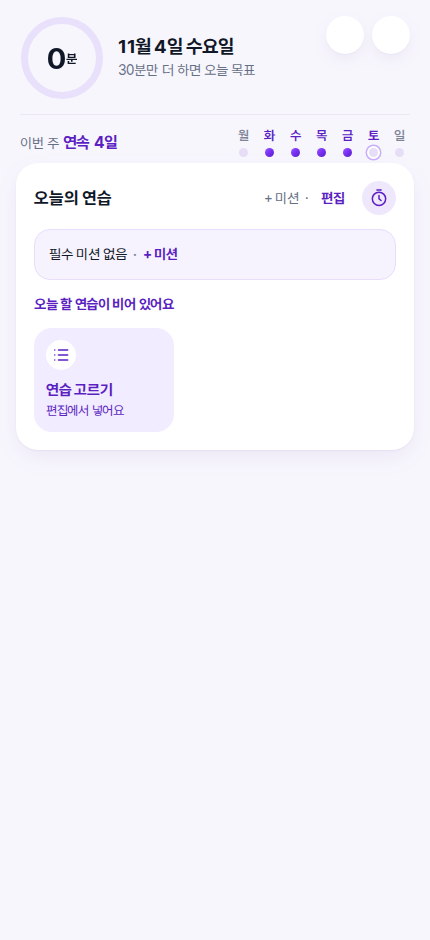 0분
11월 4일 수요일
30분만 더 하면 오늘 목표
이번 주 연속 4일
월 화 수 목 금 토 일
오늘의 연습
+ 미션 · 편집
필수 미션 없음 · + 미션
오늘 할 연습이 비어 있어요
연습 고르기
편집에서 넣어요